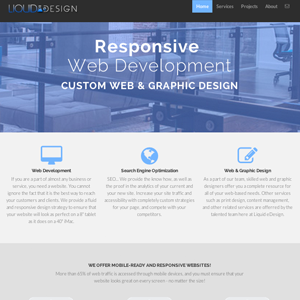 LIQUID DESIGN
Home
Services
Projects
About
Responsive
Web Development
CUSTOM WEB & GRAPHIC DESIGN
Web Development
If you are a part of almost any business or
service, you need a website. You cannot
ignore the fact that it is the best way to reach
your customers and clients. We provide a fluid
and responsive design strategy to ensure that
your website will look as perfect on a 8" tablet
as it does on a 60" iMac.
Search Engine Optimization
SEO... We provide the know how, as well as
the proof in the analytics of your current and
your new site. Increase your site traffic and
accessibility with complete custom strategies
for your page, and compete with your
competitors.
Web & Graphic Design
As a part of our team, skilled web and graphic
designers offer you a complete resource for
all of your web-based needs. Other services
such as print design, content management,
and other related services are offered by the
talented team here at Liquid xDesign.
WE OFFER MOBILE-READY AND RESPONSIVE WEBSITES!
More than 60% of web traffic is accessed through mobile devices, and you must ensure that your
website looks great on every screen - no matter the size!